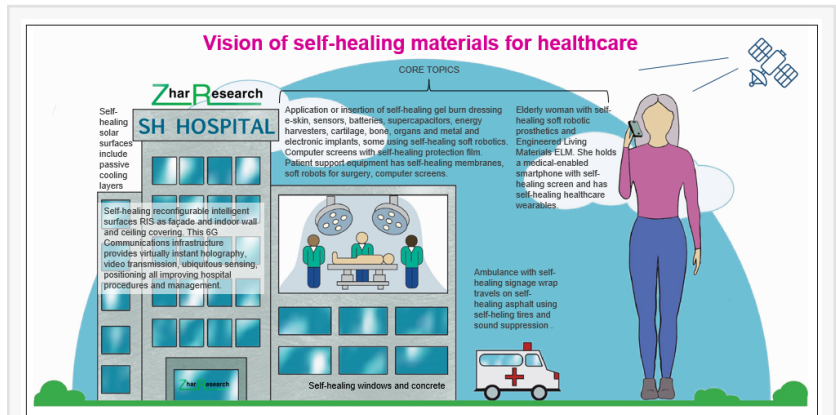 Vision of self-healing materials for healthcare
CORE TOPICS
Zhar Research
SH HOSPITAL
Self-
healing
solar
surfaces
include
passive
cooling
layers
Application or insertion of self-healing gel burn dressing
e-skin, sensors, batteries, supercapacitors, energy
harvesters, cartilage, bone, organs and metal and
electronic implants, some using self-healing soft robotics.
Computer screens with self-healing protection film.
Patient support equipment has self-healing membranes,
soft robots for surgery, computer screens.
Elderly woman with self-
healing soft robotic
prosthetics and
Engineered Living
Materials ELM. She holds
a medical-enabled
smartphone with self-
healing screen and has
self-healing healthcare
wearables.
Self-healing reconfigurable intelligent
surfaces RIS as façade and indoor wall
and ceiling covering. This 6G
Communications infrastructure
provides virtually instant holography,
video transmission, ubiquitous sensing,
positioning all improving hospital
procedures and management.
Ambulance with self-
healing signage wrap
travels on self-
healing asphalt using
self-heling tires and
sound suppression .
Zhar Research
Self-healing windows and concrete